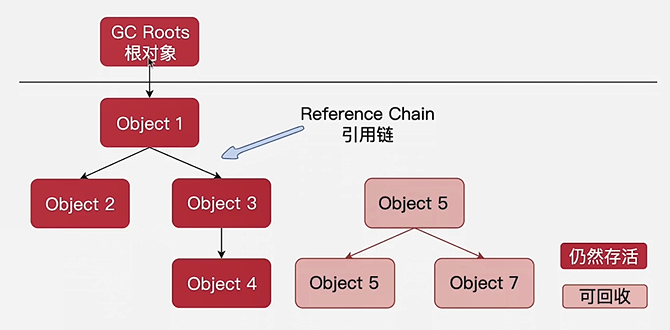 GC Roots
根对象
Object 1
Reference Chain
引用链
Object 2
Object 3
Object 5
Object 4
Object 5
Object 7
仍然存活
可回收